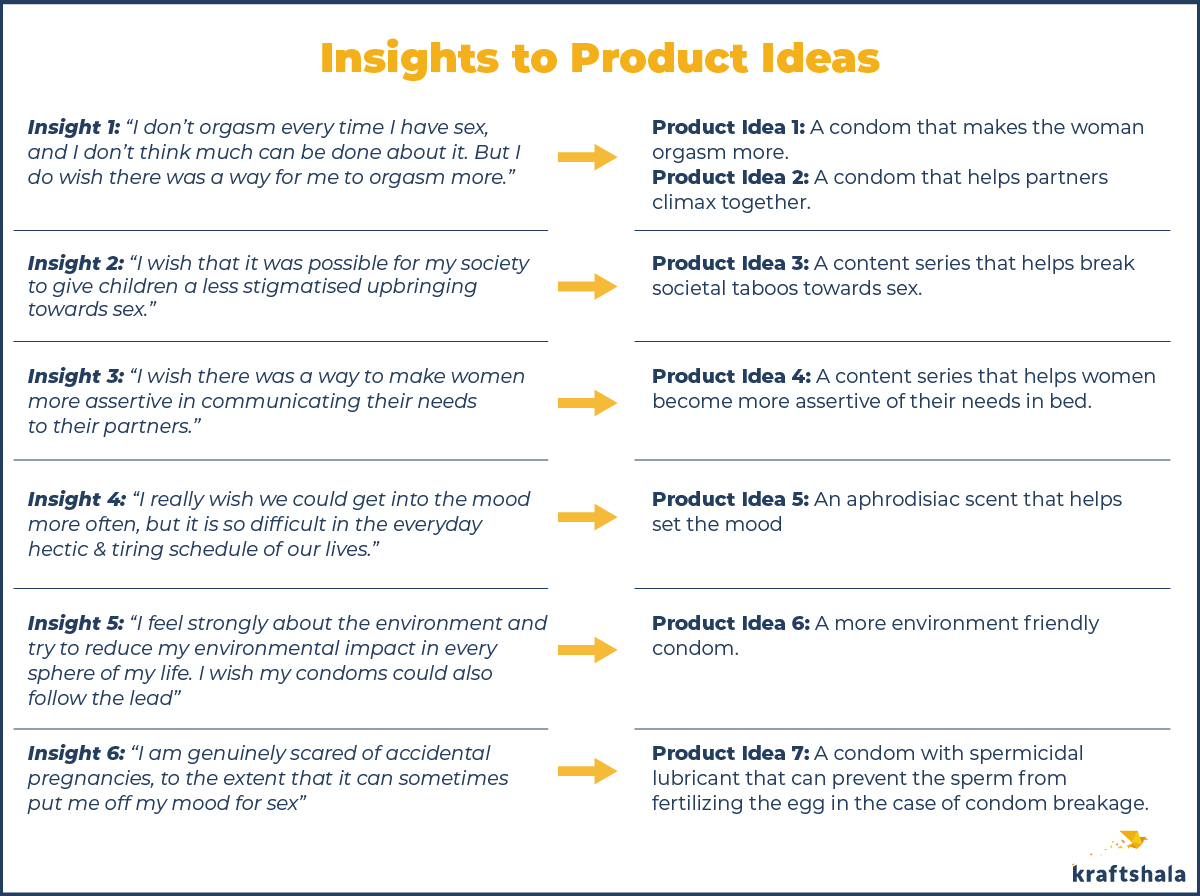 Insights to Product Ideas
Insight 1: “I don’t orgasm every time I have sex,
and I don’t think much can be done about it. But I
do wish there was a way for me to orgasm more.”
Product Idea 1: A condom that makes the woman
orgasm more.
Product Idea 2: A condom that helps partners
climax together.
Insight 2: “I wish that it was possible for my society
to give children a less stigmatised upbringing
towards sex.”
Product Idea 3: A content series that helps break
societal taboos towards sex.
Insight 3: “I wish there was a way to make women
more assertive in communicating their needs
to their partners.”
Product Idea 4: A content series that helps women
become more assertive of their needs in bed.
Insight 4: “I really wish we could get into the mood
more often, but it is so difficult in the everyday
hectic & tiring schedule of our lives.”
Product Idea 5: An aphrodisiac scent that helps
set the mood
Insight 5: “I feel strongly about the environment and
try to reduce my environmental impact in every
sphere of my life. I wish my condoms could also
follow the lead”
Product Idea 6: A more environment friendly
condom.
Insight 6: “I am genuinely scared of accidental
pregnancies, to the extent that it can sometimes
put me off my mood for sex”
Product Idea 7: A condom with spermicidal
lubricant that can prevent the sperm from
fertilizing the egg in the case of condom breakage.
kraftshala